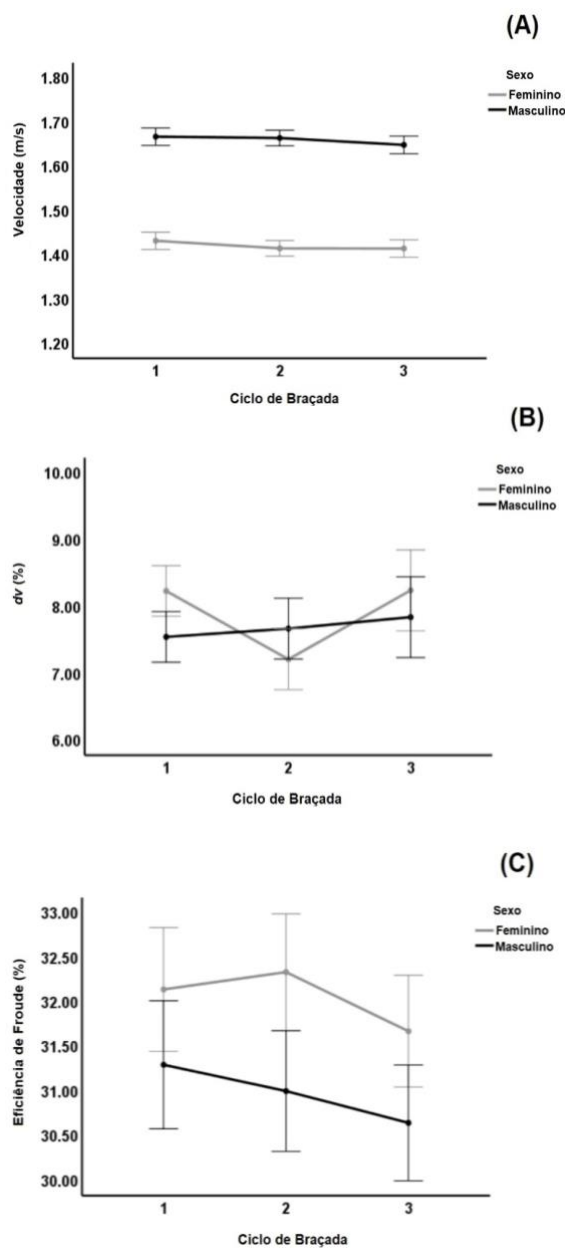 (A)
Sexo
Feminino
Masculino
Velocidade (m/s)
1.80
1.70
1.60
1.50
1.40
1.30
1.20
1 2 3
Ciclo de Braçada
(B)
Sexo
Feminino
Masculino
dv (%)
10.00
9.00
8.00
7.00
6.00
1 2 3
Ciclo de Braçada
(C)
Sexo
Feminino
Masculino
Eficiência de Froude (%)
33.00
32.50
32.00
31.50
31.00
30.50
30.00
1 2 3
Ciclo de Braçada